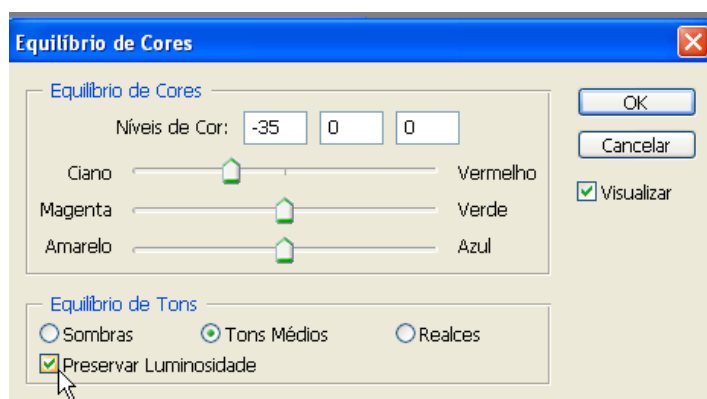 Equilíbrio de Cores
Equilíbrio de Cores
Níveis de Cor: -35 0 0
Ciano Vermelho
Magenta Verde
Amarelo Azul
Equilíbrio de Tons
Sombras Tons Médios Realces
Preservar Luminosidade
OK
Cancelar
Visualizar